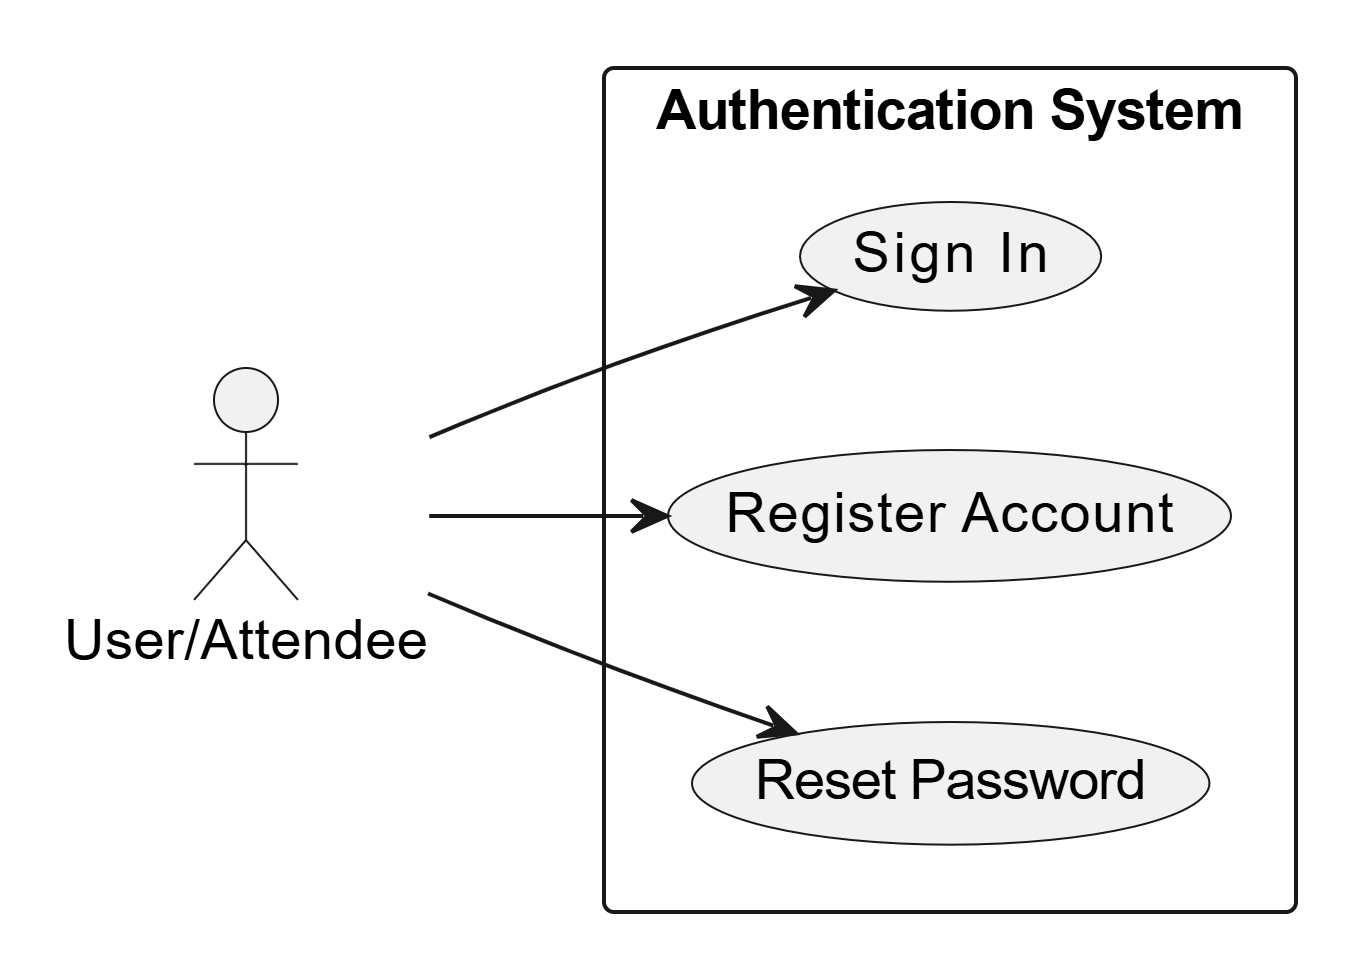 Authentication System
Sign In
Register Account
User/Attendee
Reset Password